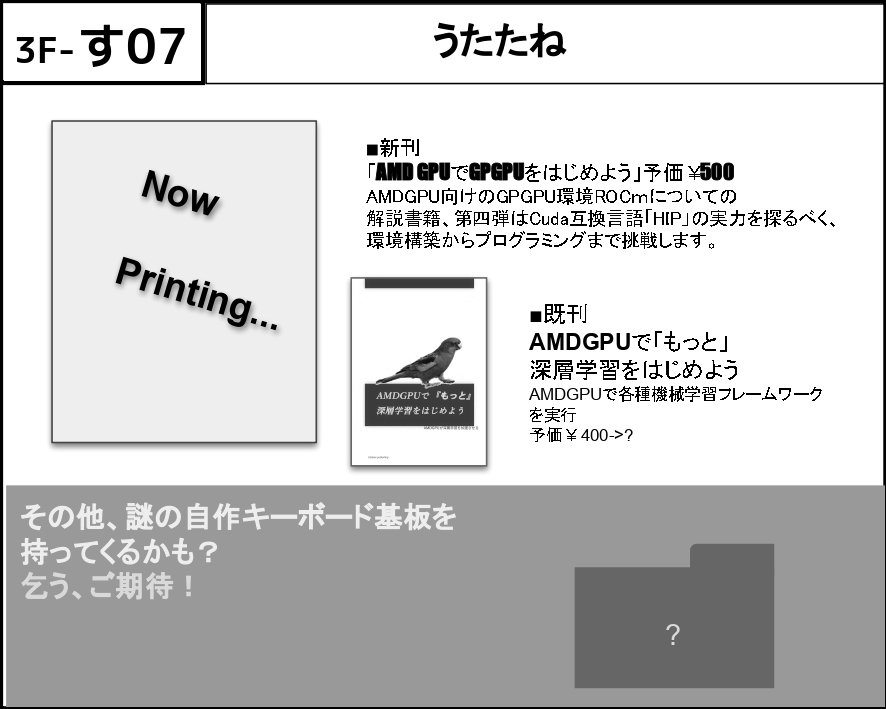 3F-す07
うたたね
Now
Printing...
■新刊
「AMD GPUでGPGPUをはじめよう」予価¥500
AMDGPU向けのGPGPU環境ROCmについての
解説書籍、第四弾はCuda互換言語「HIP」の実力を探るべく、
環境構築からプログラミングまで挑戦します。
AMDGPUで 『もっと』
深層学習をはじめよう
■既刊
AMDGPUで「もっと」
深層学習をはじめよう
AMDGPUで各種機械学習フレームワーク
を実行
予価¥400->?
その他、謎の自作キーボード基板を
持ってくるかも？
乞う、ご期待！
?